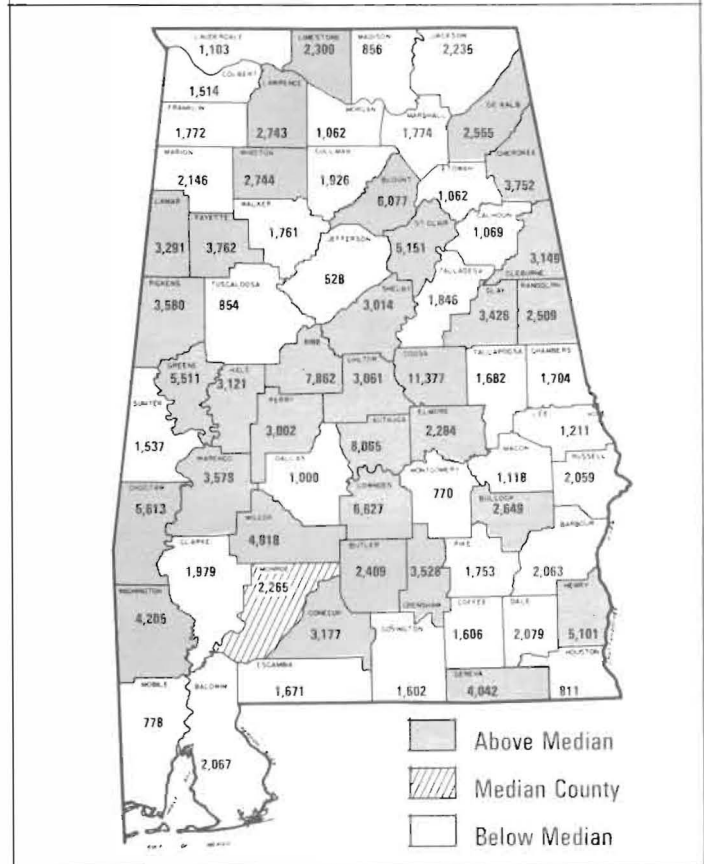 LAUDERDALE
1,103
LIMESTONE
2,300
MADISON
856
JACKSON
2,235
COLBERT
1,514
LAWRENCE
2,743
FRANKLIN
1,772
MORGAN
1,062
MARSHALL
1,774
DE KALB
2,555
CHEROKEE
3,752
MARION
2,146
WINSTON
2,744
CULLMAN
1,926
BLOUNT
6,077
ETOWAH
1,062
CALHOUN
1,069
LAMAR
3,291
FAYETTE
3,762
WALKER
1,761
JEFFERSON
528
ST CLAIR
5,151
CLEBURNE
3,149
TALLADEGA
1,846
PICKENS
3,580
TUSCALOOSA
854
SHELBY
3,014
CLAY
3,426
RANDOLPH
2,509
GREENE
5,511
HALE
3,121
BIBB
7,862
CHILTON
3,061
COOSA
11,377
TALLAPOOSA
1,682
CHAMBERS
1,704
SUMTER
1,537
PERRY
3,002
AUTAUGA
8,065
ELMORE
2,284
LEE
1,211
MARENGO
3,578
DALLAS
1,000
LOWNDES
6,627
MONTGOMERY
770
MACON
1,118
RUSSELL
2,059
BULLOCK
2,649
CHOCTAW
5,613
WILCOX
4,918
BARBOUR
2,063
CLARKE
1,979
MONROE
2,265
BUTLER
2,409
CRENSHAW
3,528
PIKE
1,753
WASHINGTON
4,205
CONECUH
3,177
COVINGTON
1,602
COFFEE
1,606
DALE
2,079
HENRY
5,101
HOUSTON
811
ESCAMBIA
1,671
GENEVA
4,042
MOBILE
778
BALDWIN
2,067
Above Median
Median County
Below Median